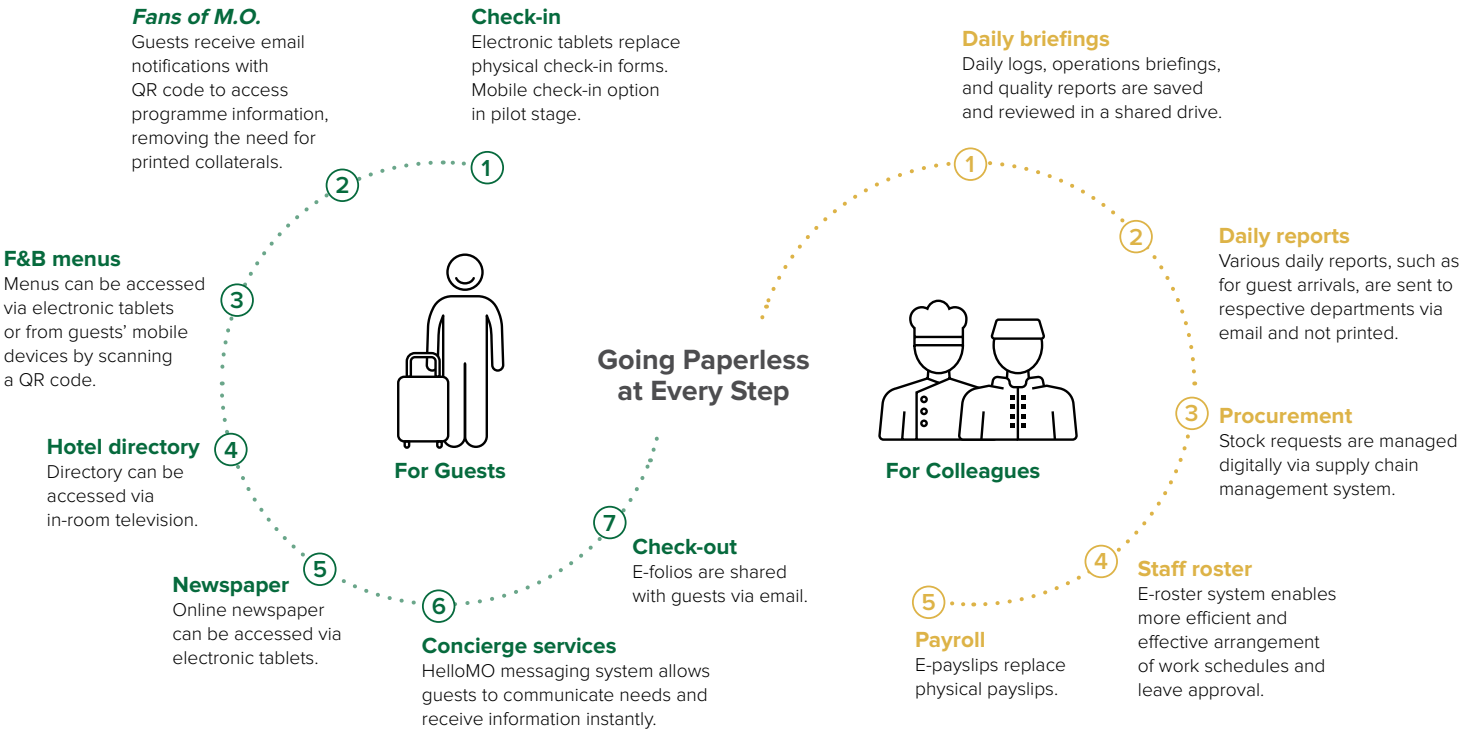 Going Paperless
at Every Step
For Guests
1
Check-in
Electronic tablets replace
physical check-in forms.
Mobile check-in option
in pilot stage.
2
Fans of M.O.
Guests receive email
notifications with
QR code to access
programme information,
removing the need for
printed collaterals.
3
F&B menus
Menus can be accessed
via electronic tablets
or from guests’ mobile
devices by scanning
a QR code.
4
Hotel directory
Directory can be
accessed via
in-room television.
5
Newspaper
Online newspaper
can be accessed via
electronic tablets.
6
Concierge services
HelloMO messaging system allows
guests to communicate needs and
receive information instantly.
7
Check-out
E-folios are shared
with guests via email.
For Colleagues
1
Daily briefings
Daily logs, operations briefings,
and quality reports are saved
and reviewed in a shared drive.
2
Daily reports
Various daily reports, such as
for guest arrivals, are sent to
respective departments via
email and not printed.
3
Procurement
Stock requests are managed
digitally via supply chain
management system.
4
Staff roster
E-roster system enables
more efficient and
effective arrangement
of work schedules and
leave approval.
5
Payroll
E-payslips replace
physical payslips.